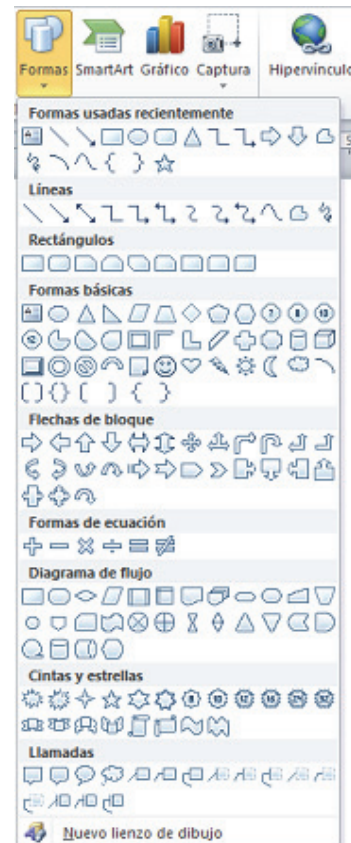 Formas SmartArt Gráfico Captura Hipervínculo
Formas usadas recientemente
Líneas
Rectángulos
Formas básicas
Flechas de bloque
Formas de ecuación
Diagrama de flujo
Cintas y estrellas
Llamadas
Nuevo lienzo de dibujo